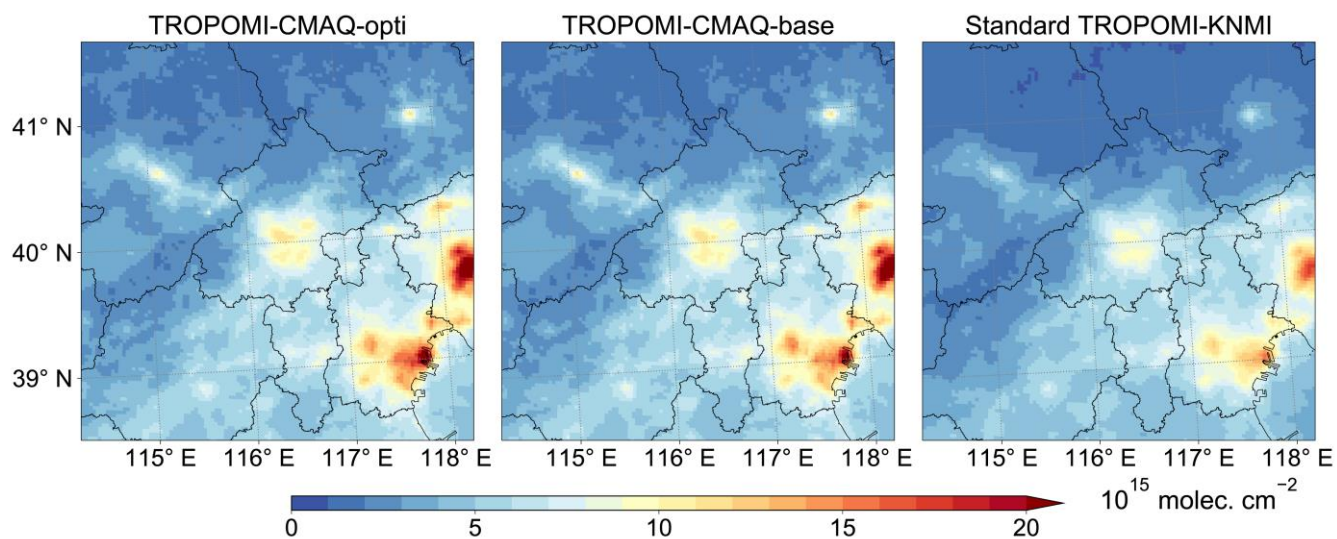 TROPOMI-CMAQ-opti TROPOMI-CMAQ-base Standard TROPOMI-KNMI
41° N
40° N
39° N
115° E 116° E 117° E 118° E 115° E 116° E 117° E 118° E 115° E 116° E 117° E 118° E
10¹⁵ molec. cm⁻²
0 5 10 15 20